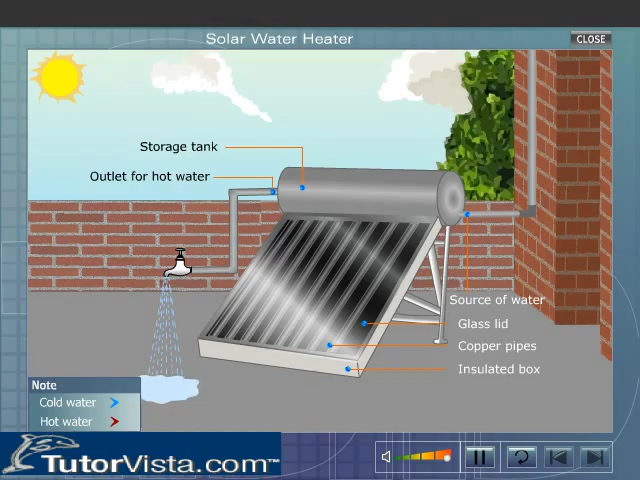 Solar Water Heater
CLOSE
Storage tank
Outlet for hot water
Source of water
Glass lid
Copper pipes
Insulated box
Note
Cold water
Hot water
TutorVista.com™